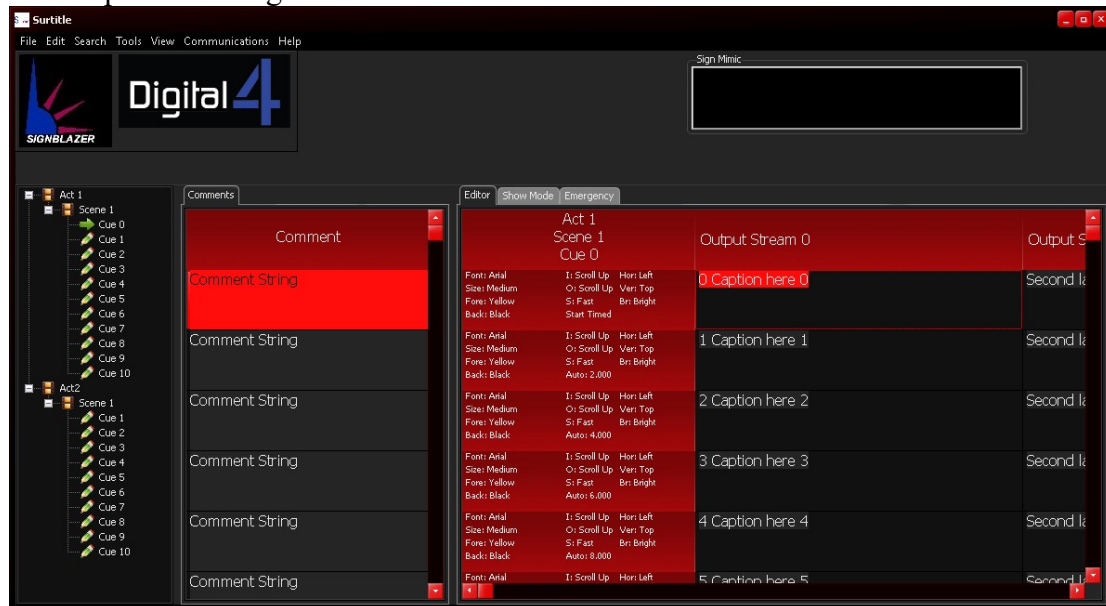 Surtitle
File Edit Search Tools View Communications Help
SIGNBLAZER
Digital 4
Sign Mimic
Act 1
Scene 1
Cue 0
Cue 1
Cue 2
Cue 3
Cue 4
Cue 5
Cue 6
Cue 7
Cue 8
Cue 9
Cue 10
Act2
Scene 1
Cue 1
Cue 2
Cue 3
Cue 4
Cue 5
Cue 6
Cue 7
Cue 8
Cue 9
Cue 10
Comments
Comment
Comment String
Comment String
Comment String
Comment String
Comment String
Comment String
Editor Show Mode Emergency
Act 1
Scene 1
Cue 0
Output Stream 0
Output S
Font: Arial I: Scroll Up Hor: Left
Size: Medium O: Scroll Up Ver: Top
Fore: Yellow S: Fast Br: Bright
Back: Black Start Timed
0 Caption here 0
Second la
Font: Arial I: Scroll Up Hor: Left
Size: Medium O: Scroll Up Ver: Top
Fore: Yellow S: Fast Br: Bright
Back: Black Auto: 2.000
1 Caption here 1
Second la
Font: Arial I: Scroll Up Hor: Left
Size: Medium O: Scroll Up Ver: Top
Fore: Yellow S: Fast Br: Bright
Back: Black Auto: 4.000
2 Caption here 2
Second la
Font: Arial I: Scroll Up Hor: Left
Size: Medium O: Scroll Up Ver: Top
Fore: Yellow S: Fast Br: Bright
Back: Black Auto: 6.000
3 Caption here 3
Second la
Font: Arial I: Scroll Up Hor: Left
Size: Medium O: Scroll Up Ver: Top
Fore: Yellow S: Fast Br: Bright
Back: Black Auto: 8.000
4 Caption here 4
Second la
Font: Arial I: Scroll Up Hor: Left
5 Caption here 5
Second la